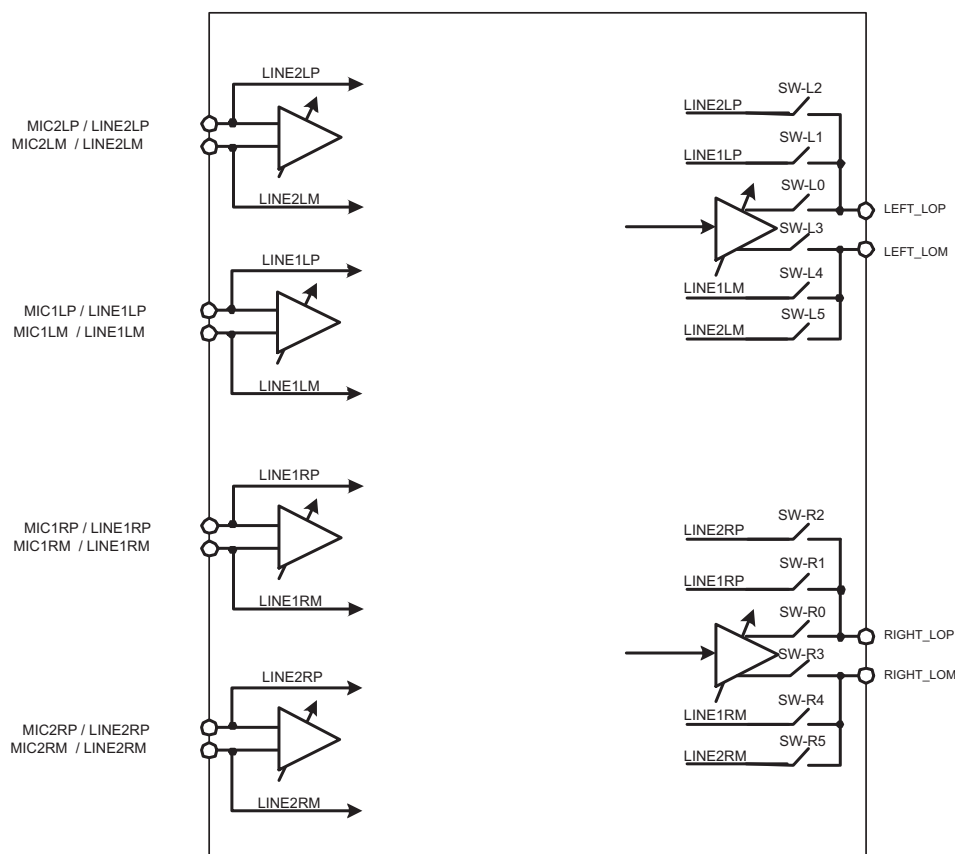 LINE2LP
MIC2LP / LINE2LP
MIC2LM / LINE2LM
LINE2LM
LINE1LP
MIC1LP / LINE1LP
MIC1LM / LINE1LM
LINE1LM
LINE1RP
MIC1RP / LINE1RP
MIC1RM / LINE1RM
LINE1RM
LINE2RP
MIC2RP / LINE2RP
MIC2RM / LINE2RM
LINE2RM
SW-L2
LINE2LP
SW-L1
LINE1LP
SW-L0
LEFT_LOP
SW-L3
LEFT_LOM
SW-L4
LINE1LM
SW-L5
LINE2LM
SW-R2
LINE2RP
SW-R1
LINE1RP
SW-R0
RIGHT_LOP
SW-R3
RIGHT_LOM
SW-R4
LINE1RM
SW-R5
LINE2RM